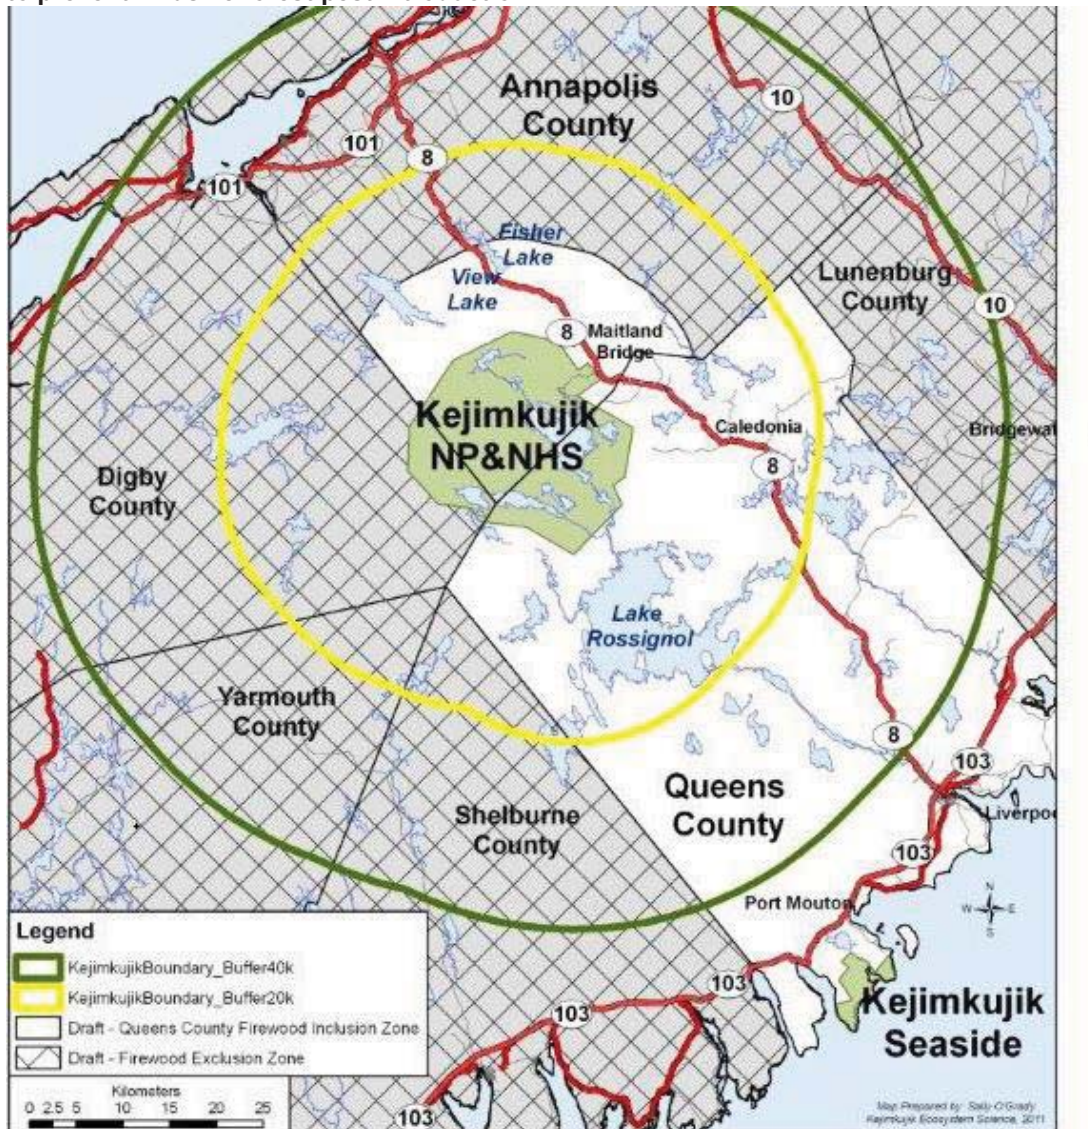 Annapolis
County
10
101
8
101
Fisher
Lake
View
Lake
Lunenburg
County
10
8
Maitland
Bridge
Kejimkujik
NP&NHS
Caledonia
Bridgewat
8
Digby
County
Lake
Rossignol
Yarmouth
County
8
103
Queens
County
Shelburne
County
Liverpoo
103
Port Mouton
N
W E
S
103
Kejimkujik
Seaside
103
103
Legend
KejimkujikBoundary_Buffer40k
KejimkujikBoundary_Buffer20k
Draft - Queens County Firewood Inclusion Zone
Draft - Firewood Exclusion Zone
Kilometers
0 2.5 5 10 15 20 25
Map Prepared by: Sally O'Grady
Kejimkujik Ecosystem Science, 2011